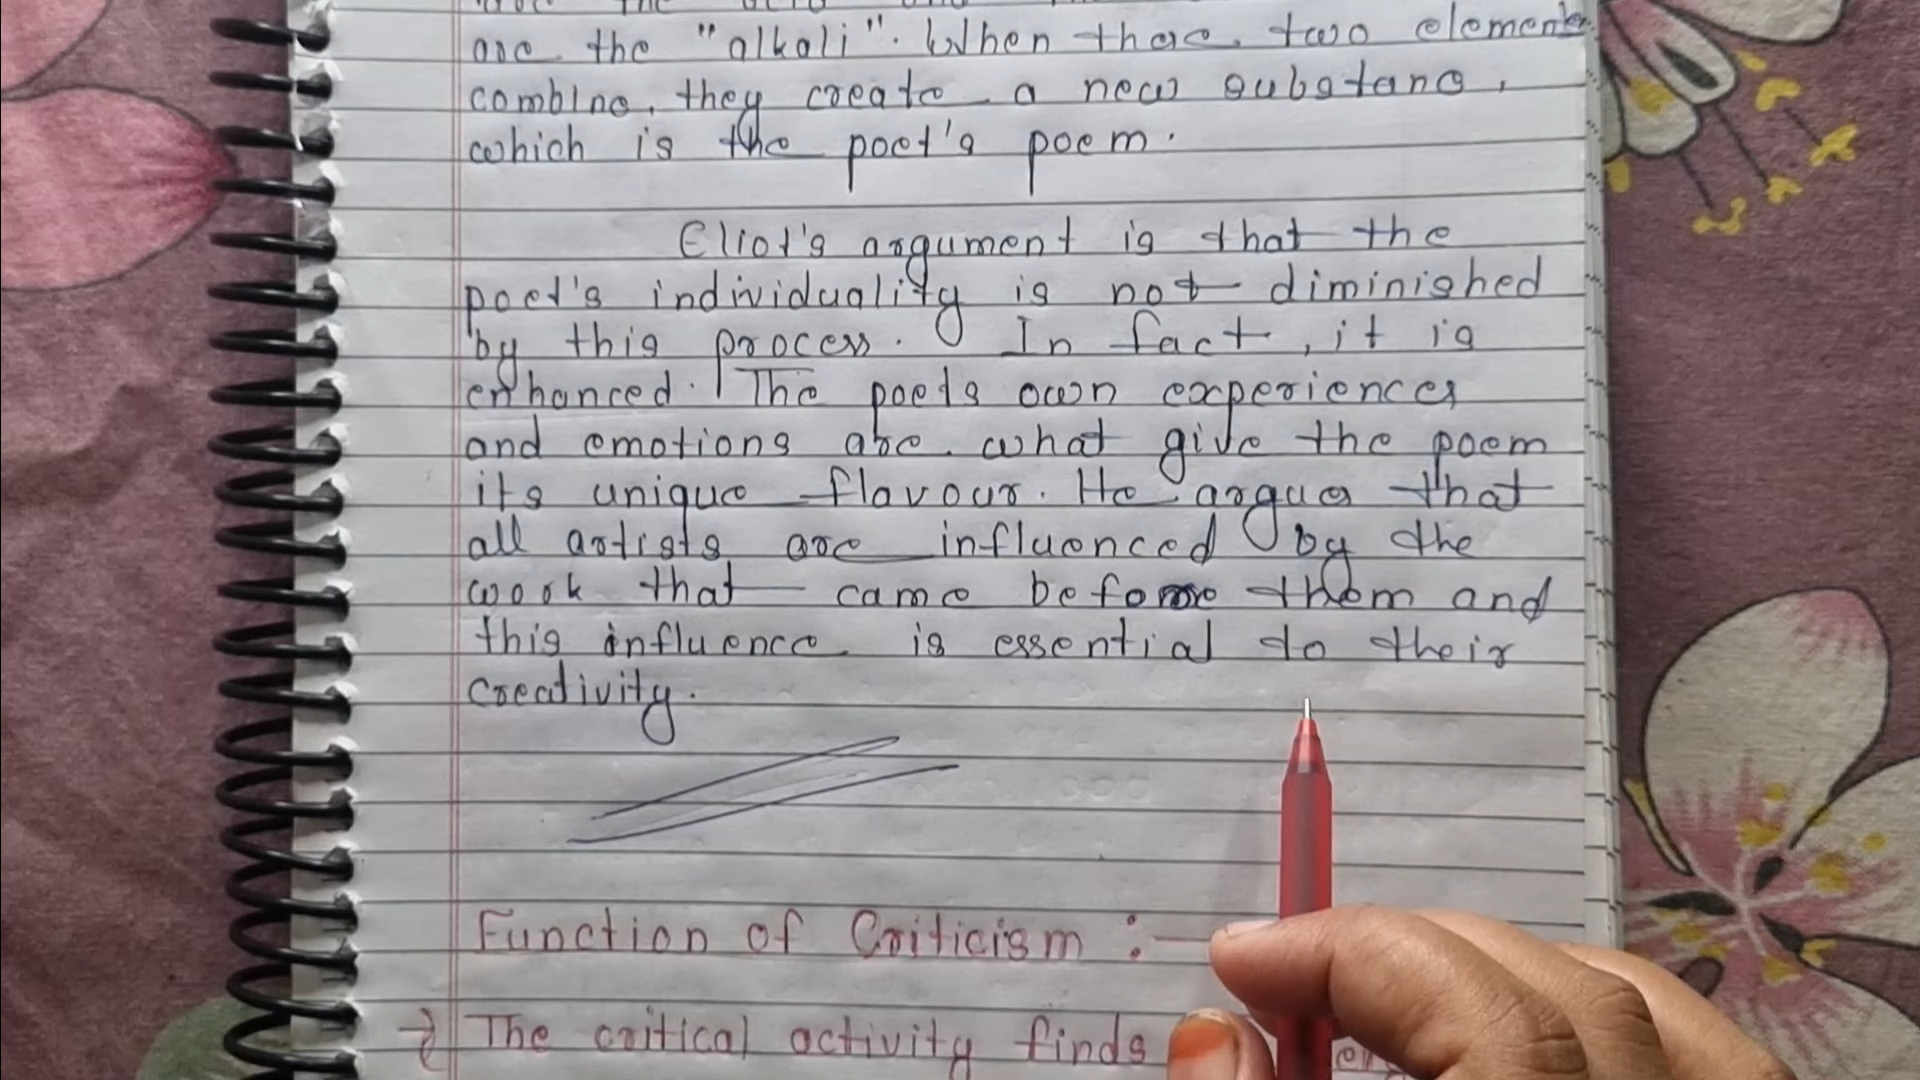 are the "alkali". When these two elements
combine, they create a new substance,
which is the poet's poem.
Eliot's argument is that the
poet's individuality is not diminished
by this process. In fact, it is
enhanced. The poets own experiences
and emotions are what give the poem
its unique flavour. He argues that
all artists are influenced by the
work that came before them and
this influence is essential to their
creativity.
Function of Criticism :-
→ The critical activity finds